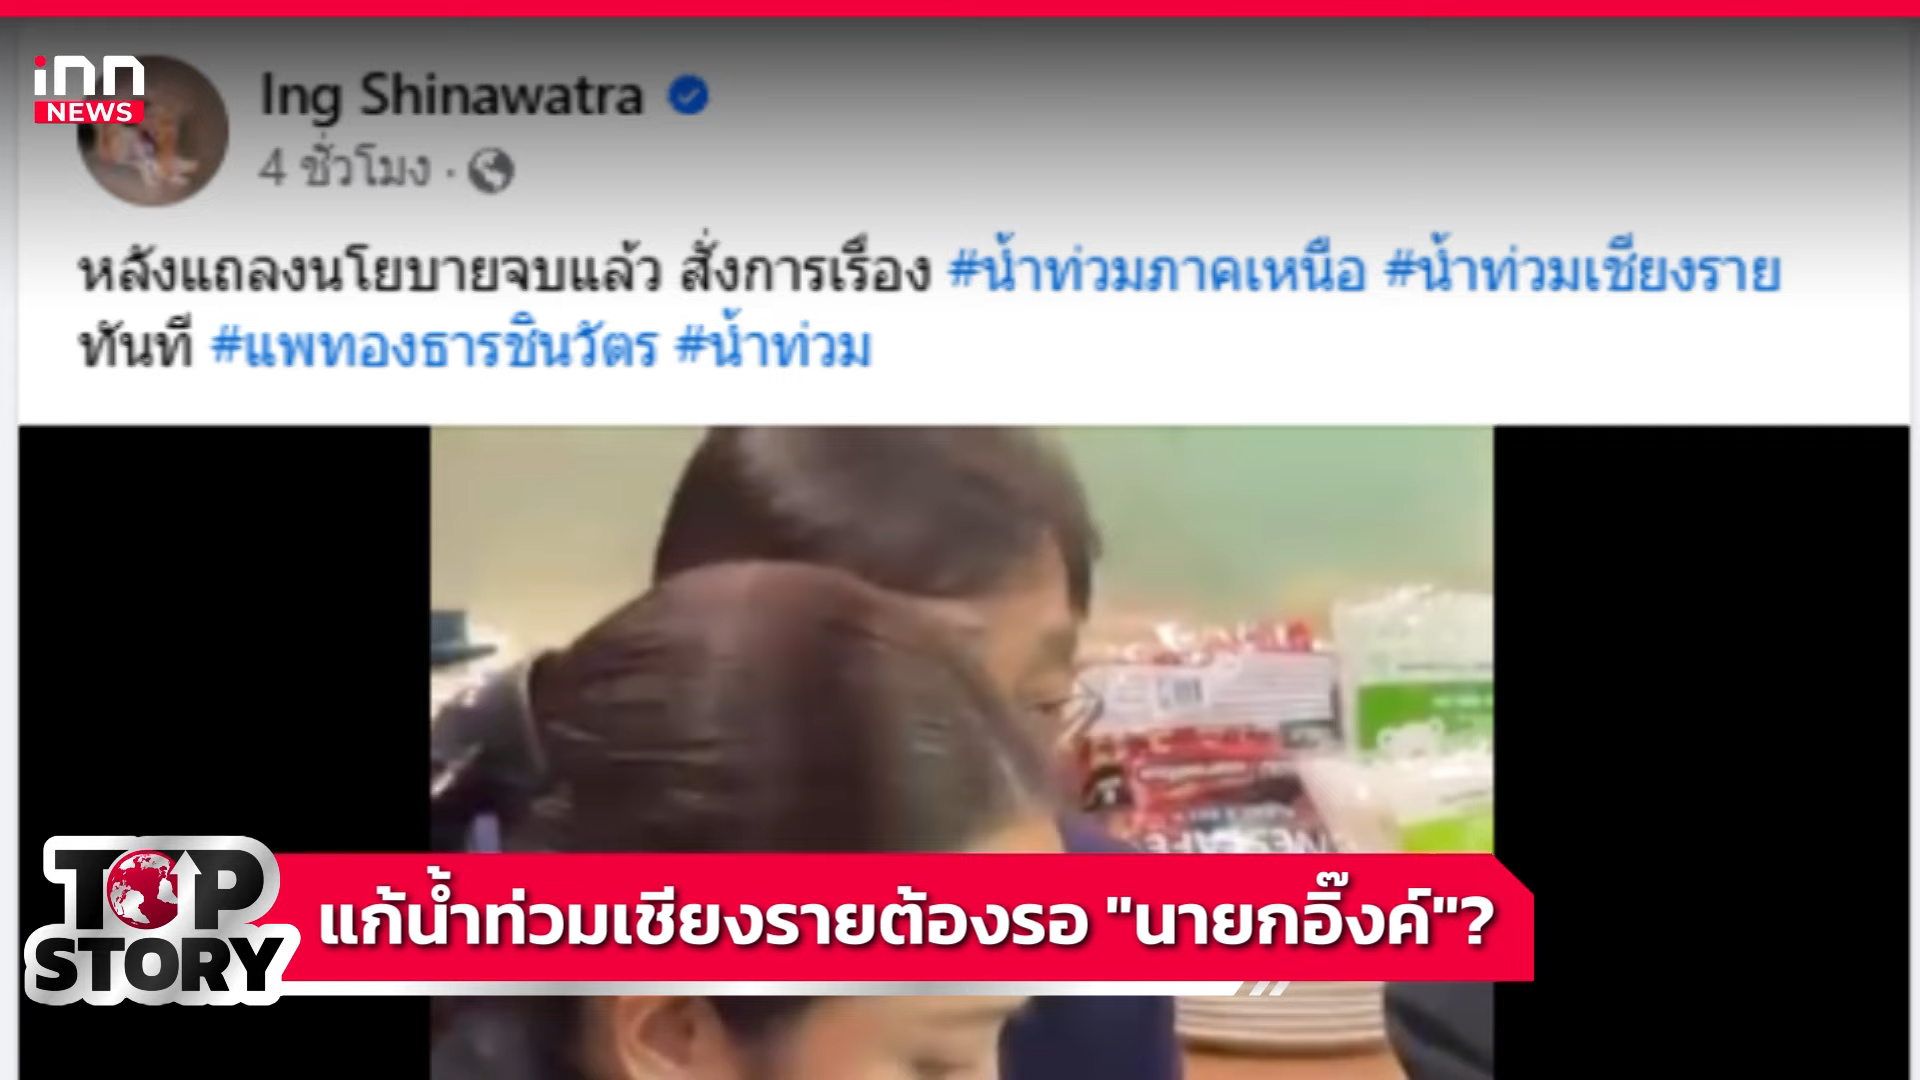 inn
NEWS
Ing Shinawatra
4 ชั่วโมง ·
หลังแถลงนโยบายจบแล้ว สั่งการเรื่อง #น้ำท่วมภาคเหนือ #น้ำท่วมเชียงราย
ทันที #แพทองธารชินวัตร #น้ำท่วม
TOP
STORY
แก้น้ำท่วมเชียงรายต้องรอ "นายกอิ๊งค์"?